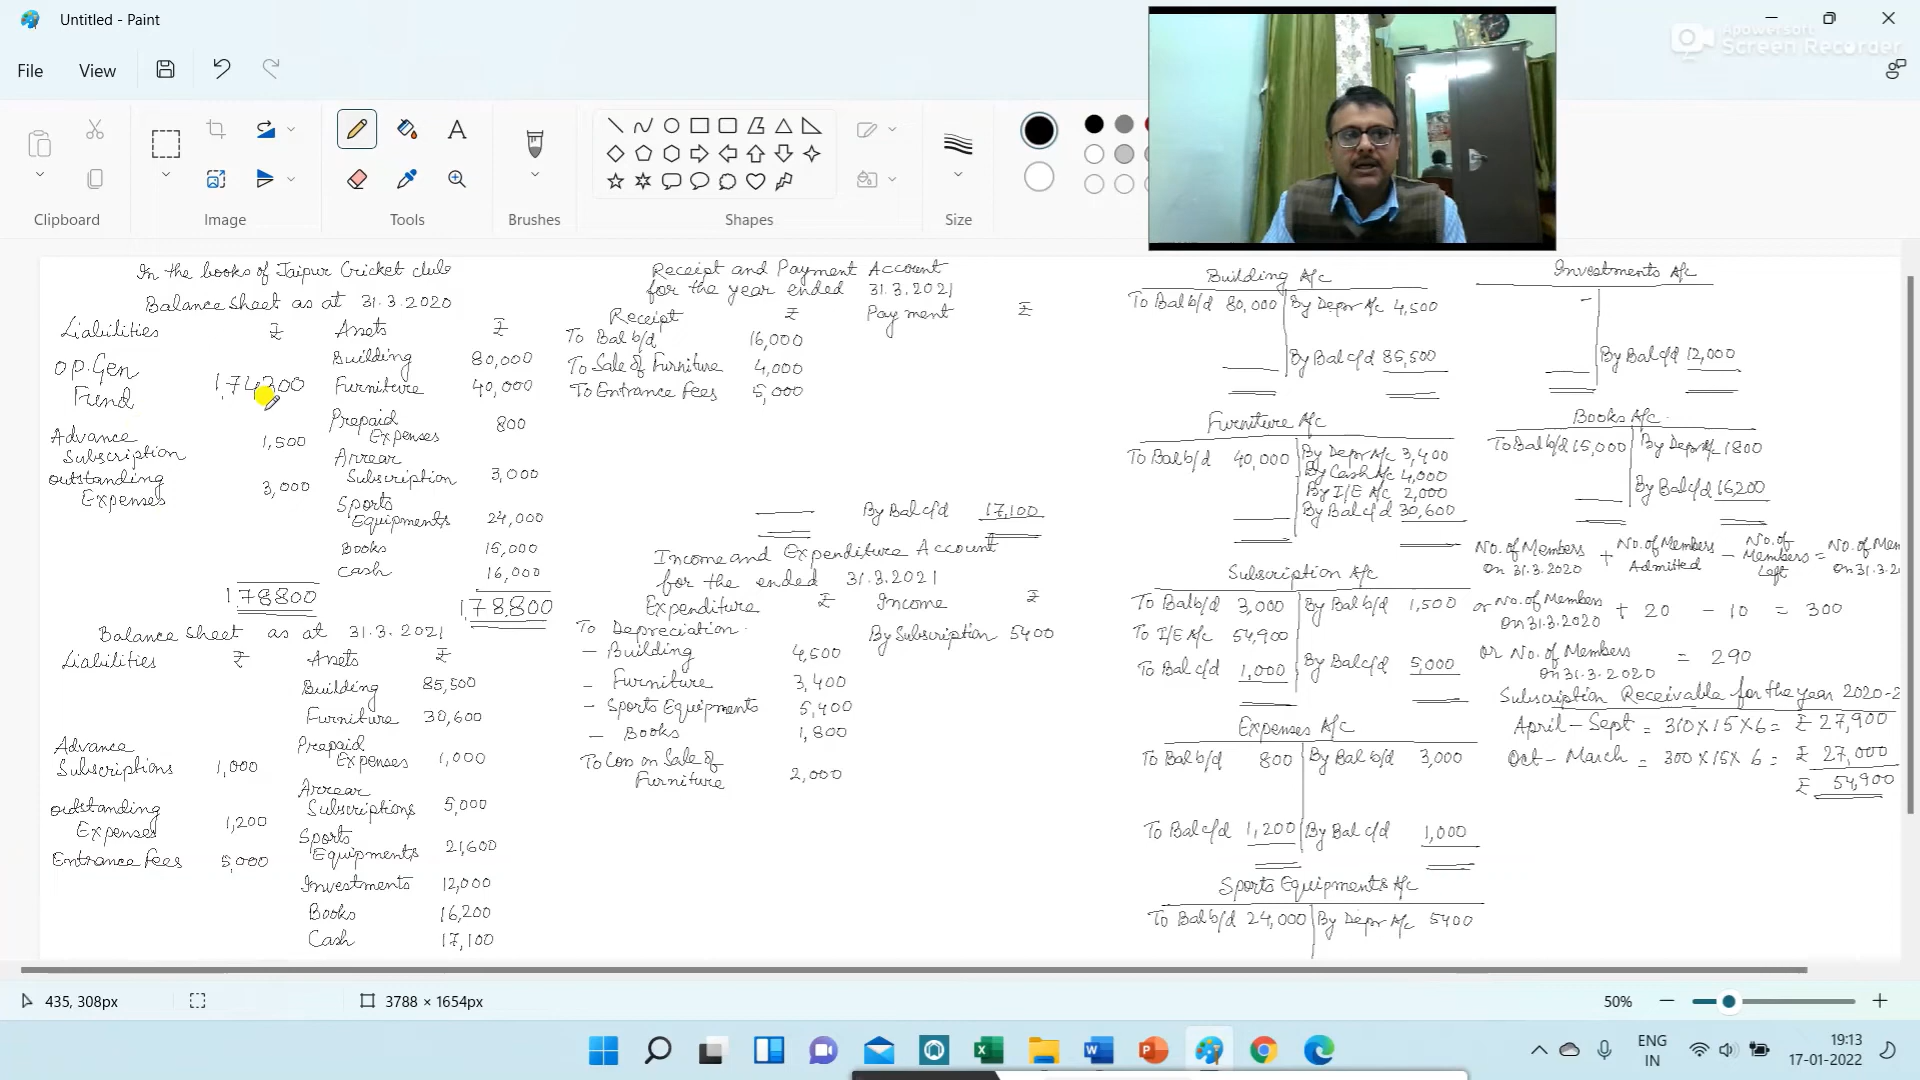 Untitled - Paint
Apowersoft
Screen Recorder
File View
Clipboard Image Tools Brushes Shapes Size
In the books of Jaipur Cricket club
Balance Sheet as at 31.3.2020
Liabilities ₹ Assets ₹
Op. Gen Fund 1,74,300 Building 80,000
Furniture 40,000
Prepaid Expenses 800
Advance Subscription 1,500 Arrear Subscription 3,000
Outstanding Expenses 3,000 Sports Equipments 24,000
Books 15,000
Cash 16,000
1,78,800 1,78,800
Balance Sheet as at 31.3.2021
Liabilities ₹ Assets ₹
Building 85,500
Furniture 30,600
Advance Subscriptions 1,000 Prepaid Expenses 1,000
Outstanding Expenses 1,200 Arrear Subscriptions 5,000
Entrance Fees 5,000 Sports Equipments 21,600
Investments 12,000
Books 16,200
Cash 17,100
Receipt and Payment Account
for the year ended 31.3.2021
Receipt ₹ Payment ₹
To Bal b/d 16,000
To Sale of Furniture 4,000
To Entrance Fees 5,000
By Bal c/d 17,100
Income and Expenditure Account
for the ended 31.3.2021
Expenditure ₹ Income ₹
To Depreciation By Subscription 5400
- Building 4,500
- Furniture 3,400
- Sports Equipments 5,400
- Books 1,800
To Loss on Sale of
Furniture 2,000
Building A/c
To Bal b/d 80,000 By Depr A/c 4,500
By Bal c/d 85,500
Furniture A/c
To Bal b/d 40,000 By Depr A/c 3,400
By Cash A/c 4,000
By I/E A/c 2,000
By Bal c/d 30,600
Subscription A/c
To Bal b/d 3,000 By Bal b/d 1,500
To I/E A/c 54,900
To Bal c/d 1,000 By Bal c/d 5,000
Expenses A/c
To Bal b/d 800 By Bal b/d 3,000
To Bal c/d 1,200 By Bal c/d 1,000
Sports Equipments A/c
To Bal b/d 24,000 By Depr A/c 5400
Investments A/c
By Bal c/d 12,000
Books A/c
To Bal b/d 15,000 By Depr A/c 1800
By Bal c/d 16,200
No. of Members on 31.3.2020 + No. of Members Admitted - No. of Members Left = No. of Mem on 31.3.2
or No. of Members on 31.3.2020 + 20 - 10 = 300
or No. of Members on 31.3.2020 = 290
Subscription Receivable for the year 2020-2
April - Sept = 310 X 15 X 6 = ₹ 27,900
Oct - March = 300 X 15 X 6 = ₹ 27,000
₹ 54,900
435, 308px 3788 × 1654px 50%
ENG
IN
19:13
17-01-2022